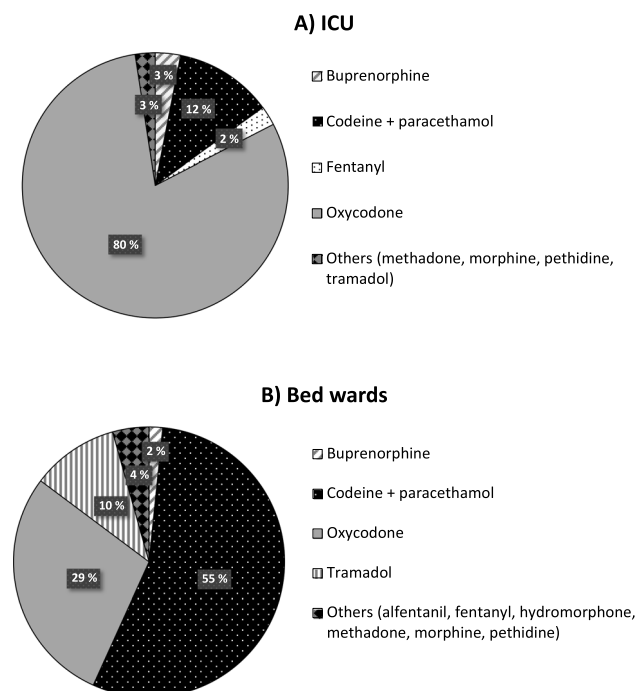 A) ICU
3 %
3 %
12 %
2 %
80 %
Buprenorphine
Codeine + paracethamol
Fentanyl
Oxycodone
Others (methadone, morphine, pethidine,
tramadol)
B) Bed wards
2 %
4 %
10 %
29 %
55 %
Buprenorphine
Codeine + paracethamol
Oxycodone
Tramadol
Others (alfentanil, fentanyl, hydromorphone,
methadone, morphine, pethidine)